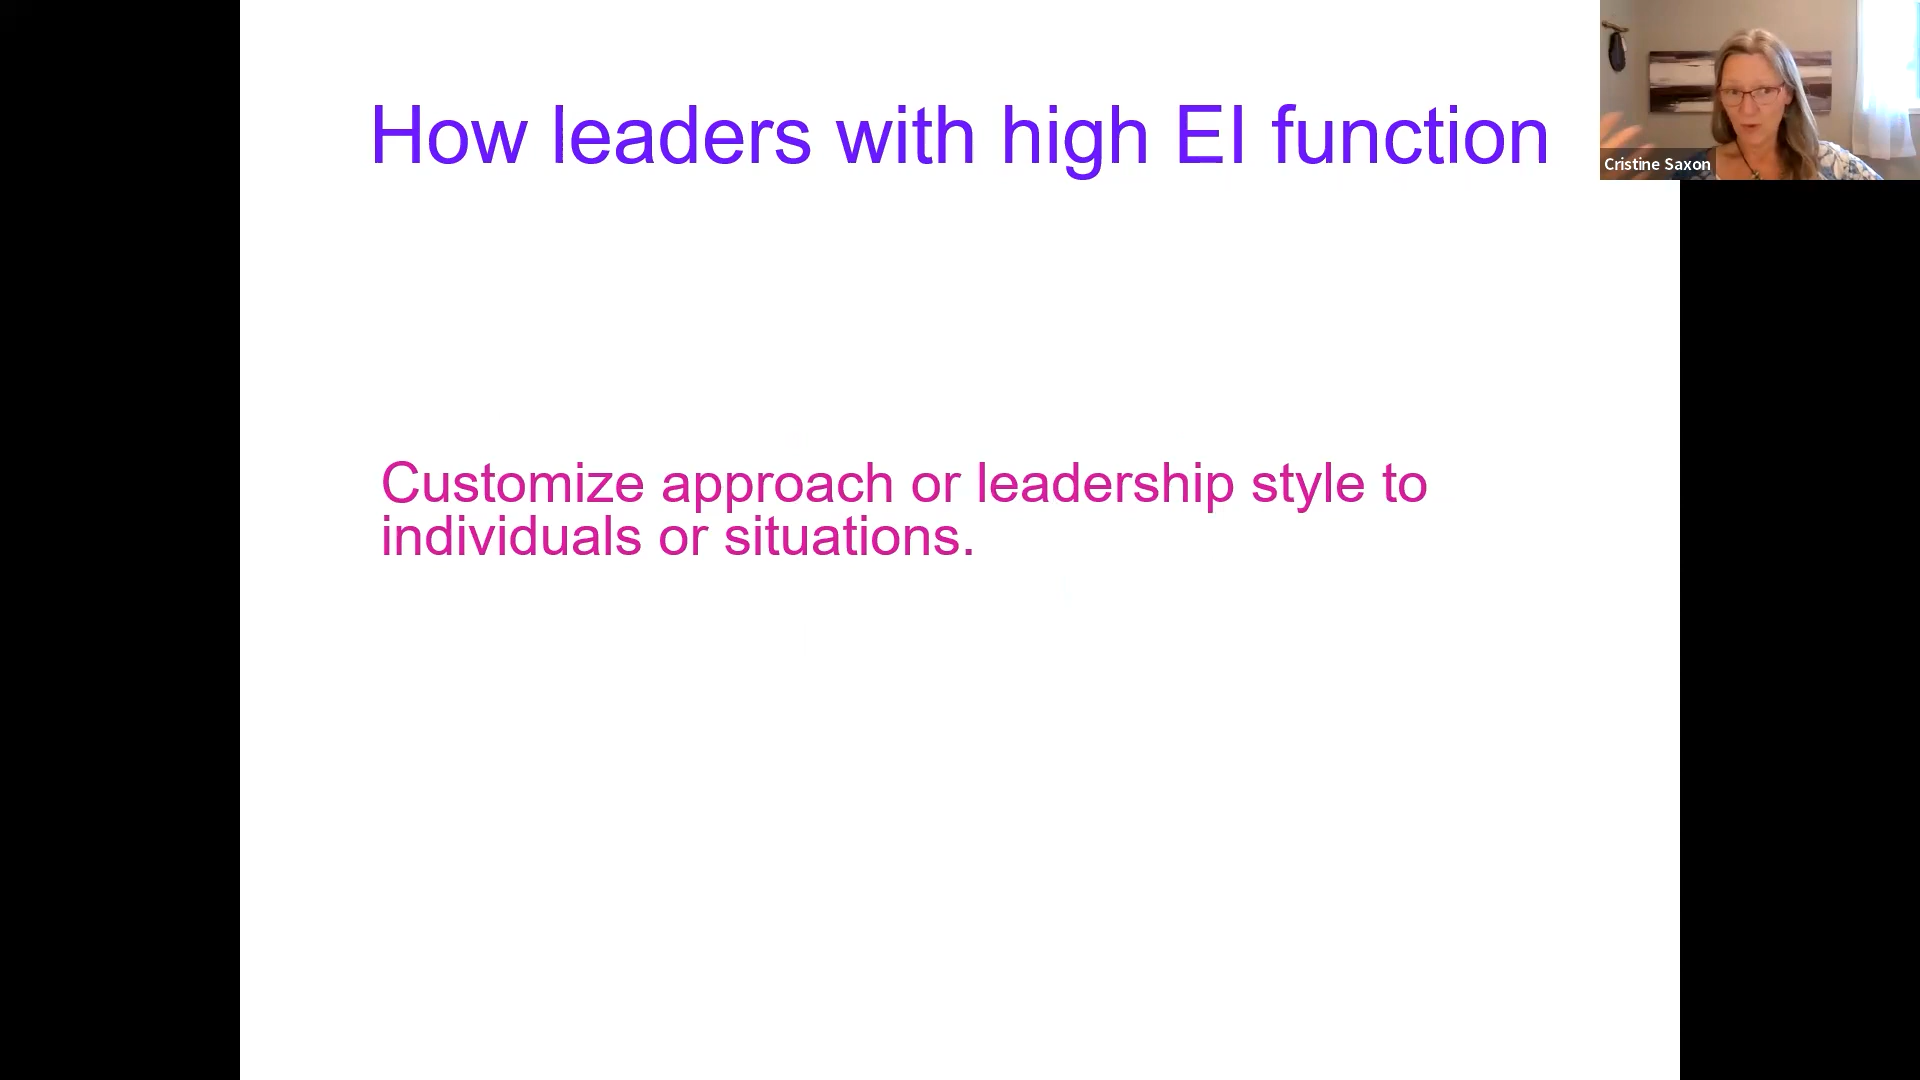 How leaders with high EI function
Cristine Saxon
Customize approach or leadership style to
individuals or situations.